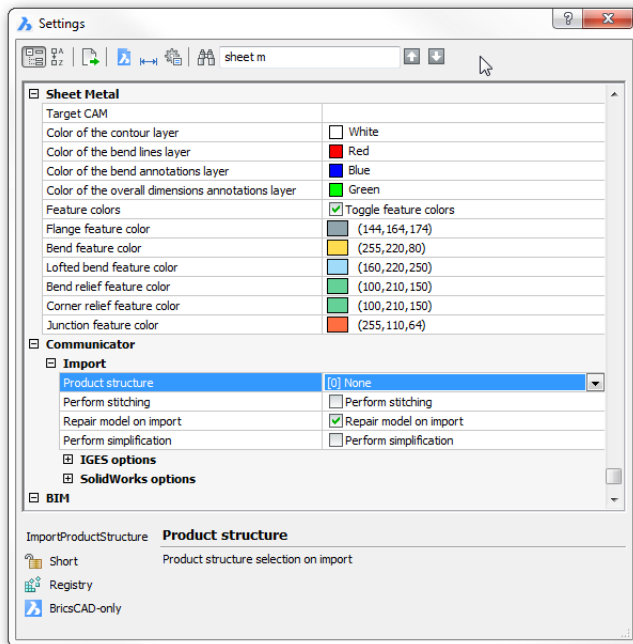 Settings
sheet m
Sheet Metal
Target CAM
Color of the contour layer White
Color of the bend lines layer Red
Color of the bend annotations layer Blue
Color of the overall dimensions annotations layer Green
Feature colors Toggle feature colors
Flange feature color (144,164,174)
Bend feature color (255,220,80)
Lofted bend feature color (160,220,250)
Bend relief feature color (100,210,150)
Corner relief feature color (100,210,150)
Junction feature color (255,110,64)
Communicator
Import
Product structure [0] None
Perform stitching Perform stitching
Repair model on import Repair model on import
Perform simplification Perform simplification
IGES options
SolidWorks options
BIM
ImportProductStructure Product structure
Short Product structure selection on import
Registry
BricsCAD-only